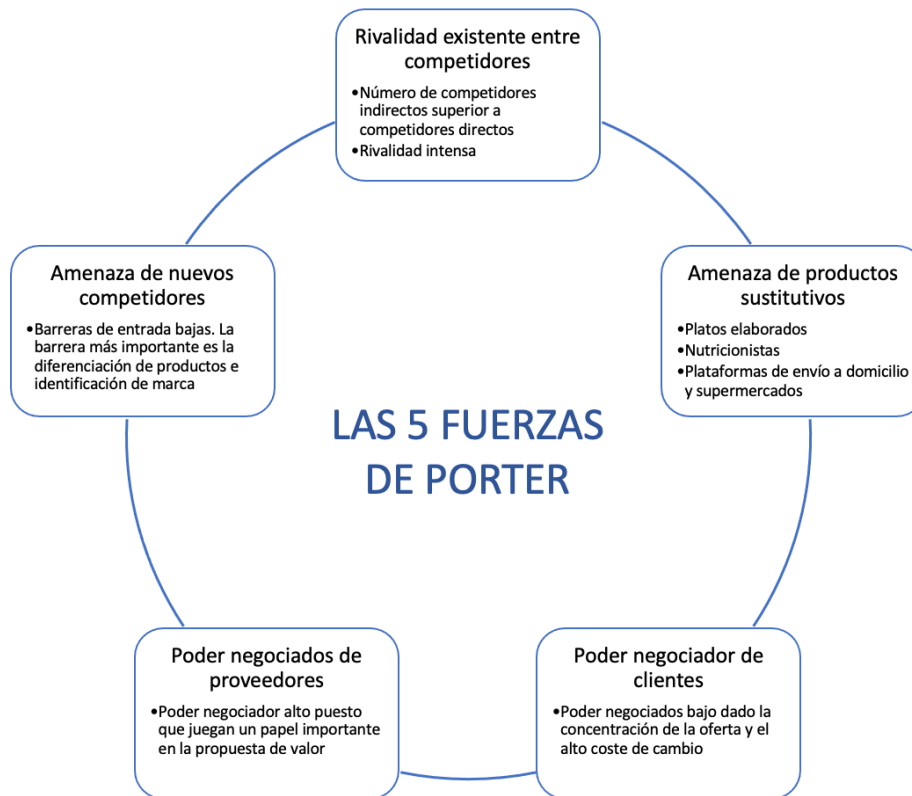 Rivalidad existente entre
competidores
•Número de competidores
indirectos superior a
competidores directos
•Rivalidad intensa
Amenaza de nuevos
competidores
•Barreras de entrada bajas. La
barrera más importante es la
diferenciación de productos e
identificación de marca
Amenaza de productos
sustitutivos
•Platos elaborados
•Nutricionistas
•Plataformas de envío a domicilio
y supermercados
LAS 5 FUERZAS
DE PORTER
Poder negociados de
proveedores
•Poder negociador alto puesto
que juegan un papel importante
en la propuesta de valor
Poder negociador de
clientes
•Poder negociados bajo dado la
concentración de la oferta y el
alto coste de cambio